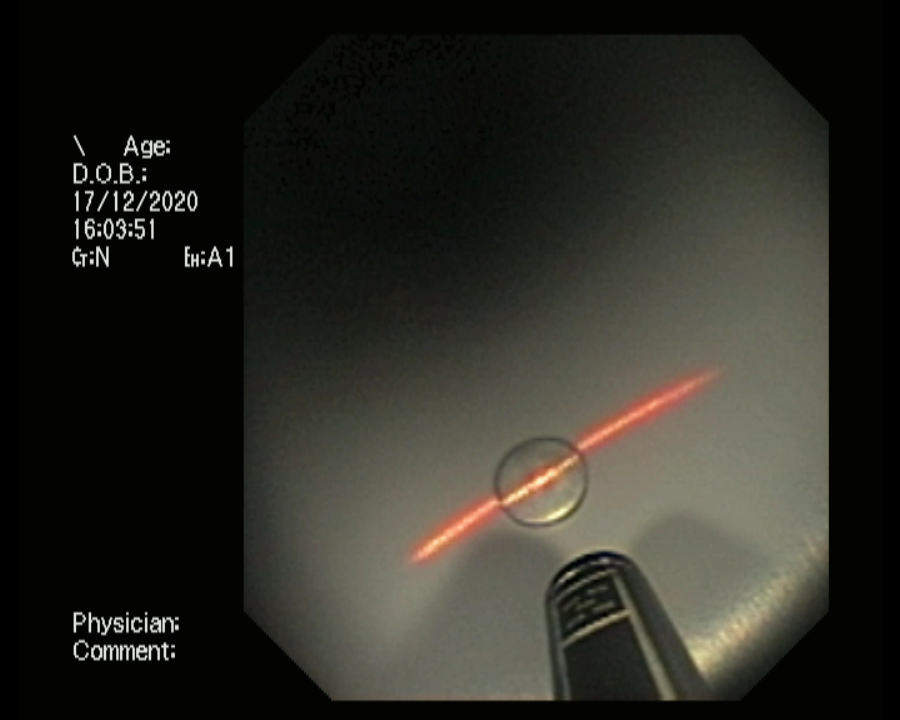 \ Age:
D.O.B.:
17/12/2020
16:03:51
Cr:N EH:A1
Physician:
Comment: